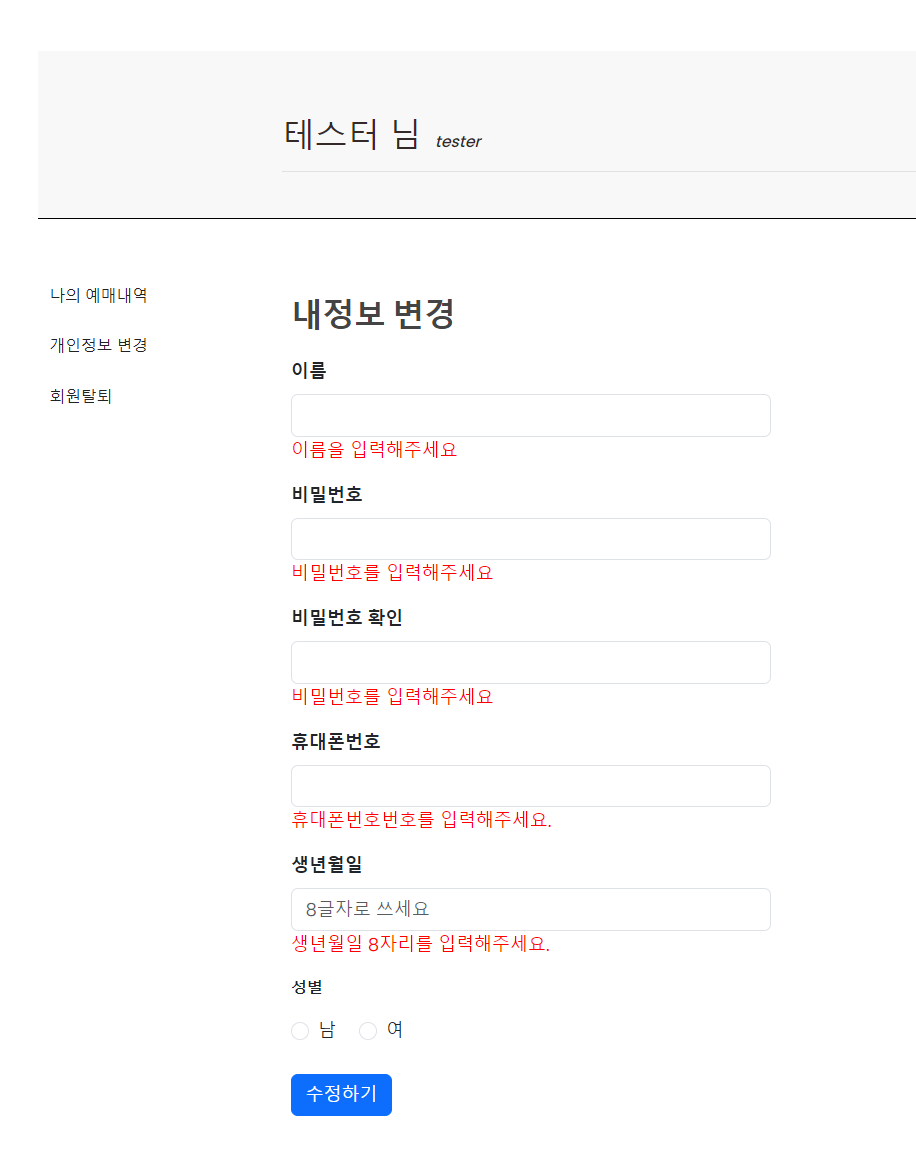 테스터 님 tester
나의 예매내역
개인정보 변경
회원탈퇴
내정보 변경
이름
이름을 입력해주세요
비밀번호
비밀번호를 입력해주세요
비밀번호 확인
비밀번호를 입력해주세요
휴대폰번호
휴대폰번호번호를 입력해주세요.
생년월일
8글자로 쓰세요
생년월일 8자리를 입력해주세요.
성별
남 여
수정하기